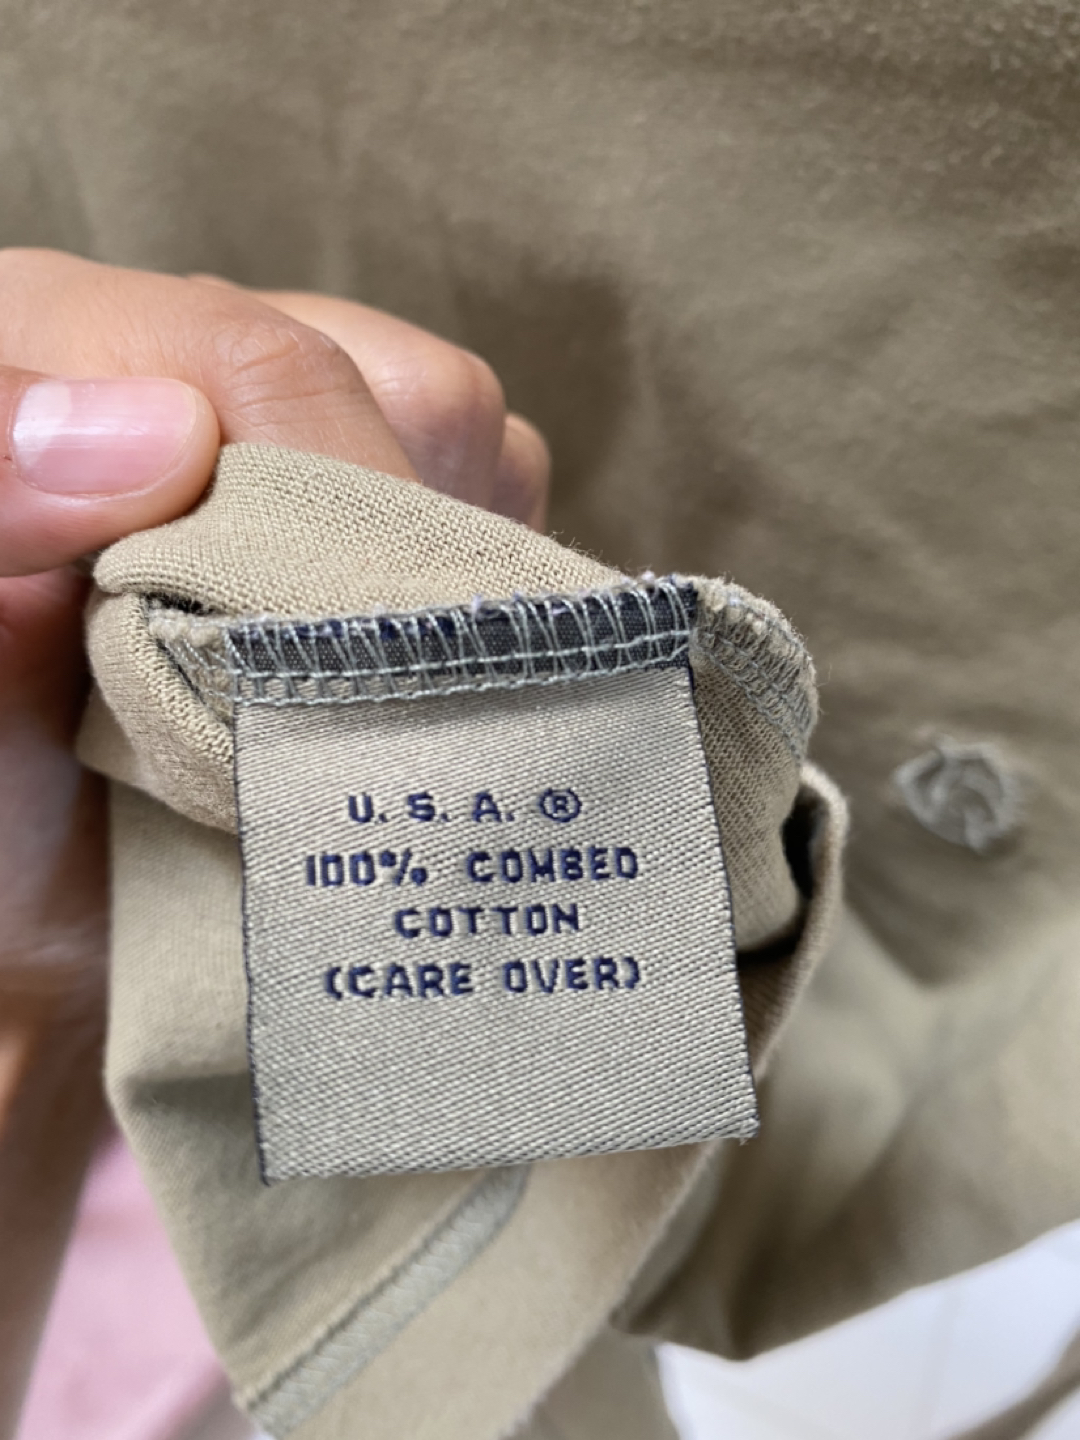 U. S. A. ®
100% COMBED
COTTON
(CARE OVER)